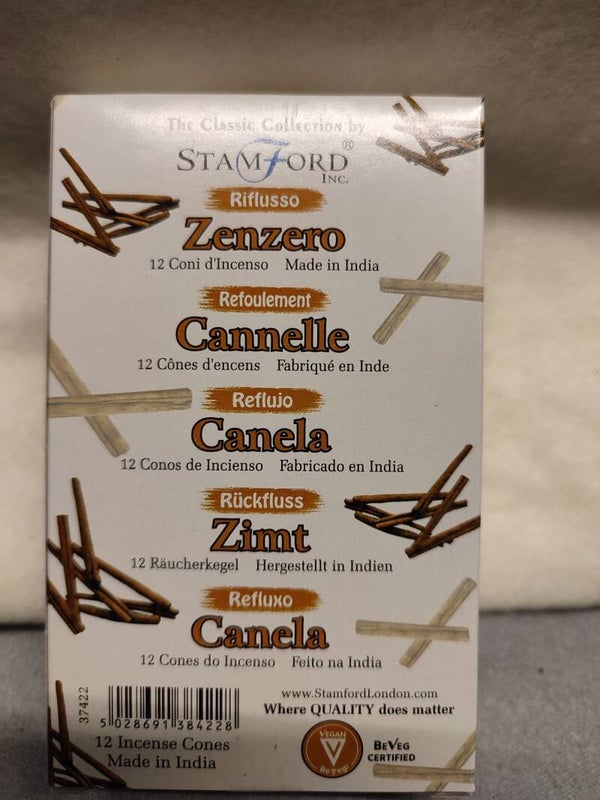 The Classic Collection by
STAMFORD®
INC.
Riflusso
Zenzero
12 Coni d'Incenso Made in India
Refoulement
Cannelle
12 Cônes d'encens Fabriqué en Inde
Reflujo
Canela
12 Conos de Incienso Fabricado en India
Rückfluss
Zimt
12 Räucherkegel Hergestellt in Indien
Refluxo
Canela
12 Cones do Incenso Feito na India
37422
5 028691 384228
12 Incense Cones
Made in India
www.StamfordLondon.com
Where QUALITY does matter
VEGAN
V
BeVeg
BEVEG
CERTIFIED